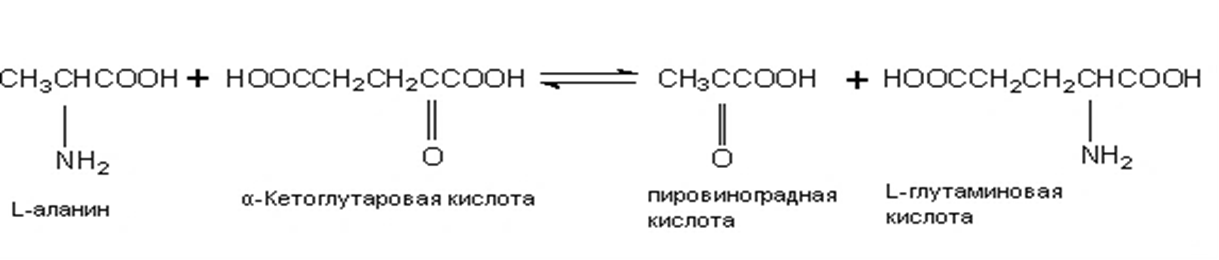 CH₃CHCOOH + HOOCCH₂CH₂CCOOH ⇌ CH₃CCOOH + HOOCCH₂CH₂CHCOOH
NH₂ O O NH₂
L-аланин
α-Кетоглутаровая кислота
пировиноградная
кислота
L-глутаминовая
кислота